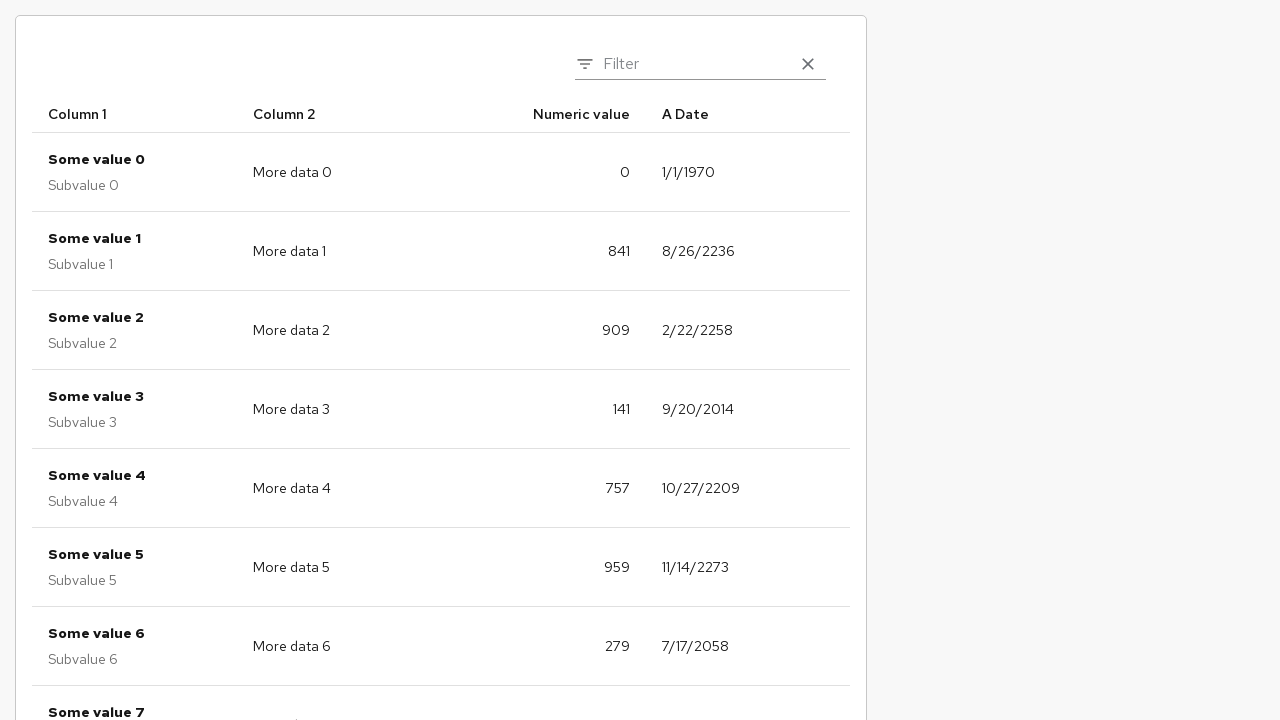 Filter
Column 1 Column 2 Numeric value A Date
Some value 0
Subvalue 0
More data 0 0 1/1/1970
Some value 1
Subvalue 1
More data 1 841 8/26/2236
Some value 2
Subvalue 2
More data 2 909 2/22/2258
Some value 3
Subvalue 3
More data 3 141 9/20/2014
Some value 4
Subvalue 4
More data 4 757 10/27/2209
Some value 5
Subvalue 5
More data 5 959 11/14/2273
Some value 6
Subvalue 6
More data 6 279 7/17/2058
Some value 7